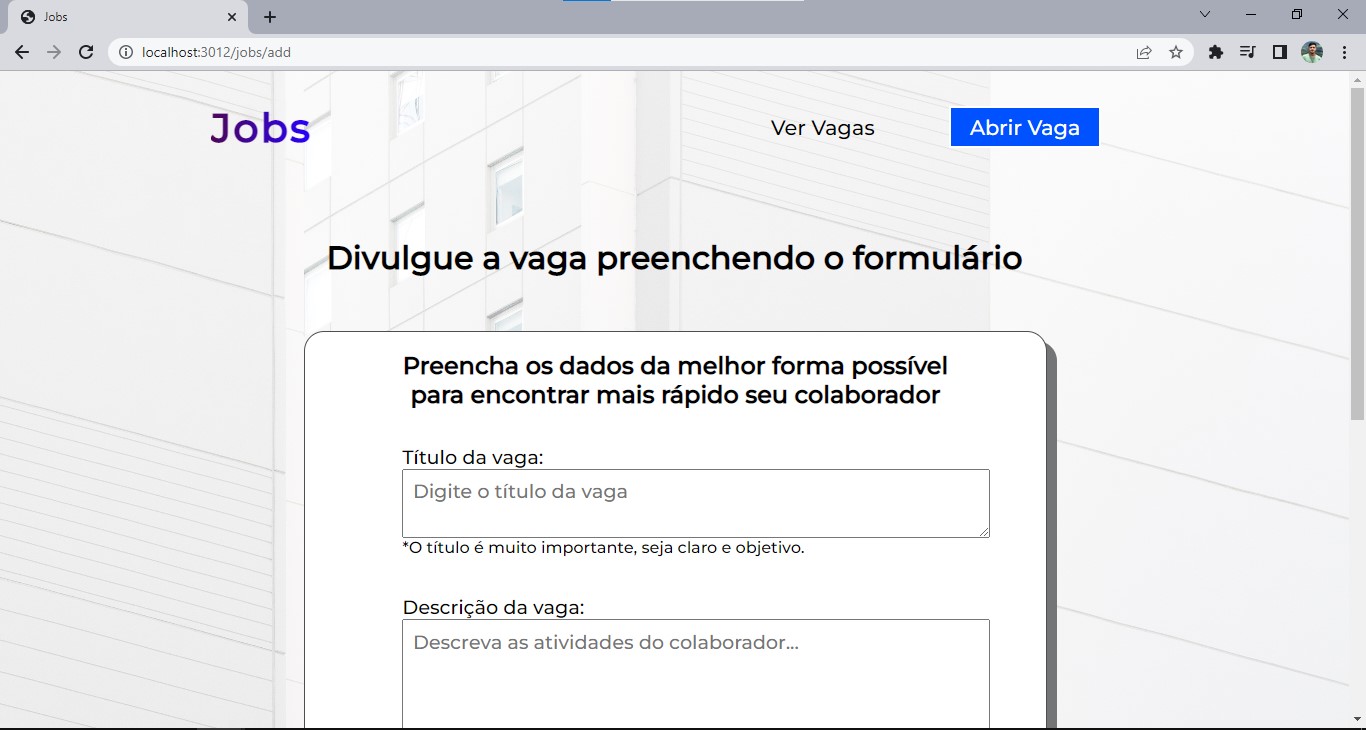 Jobs
localhost:3012/jobs/add
Jobs
Ver Vagas
Abrir Vaga
Divulgue a vaga preenchendo o formulário
Preencha os dados da melhor forma possível
para encontrar mais rápido seu colaborador
Título da vaga:
Digite o título da vaga
*O título é muito importante, seja claro e objetivo.
Descrição da vaga:
Descreva as atividades do colaborador...